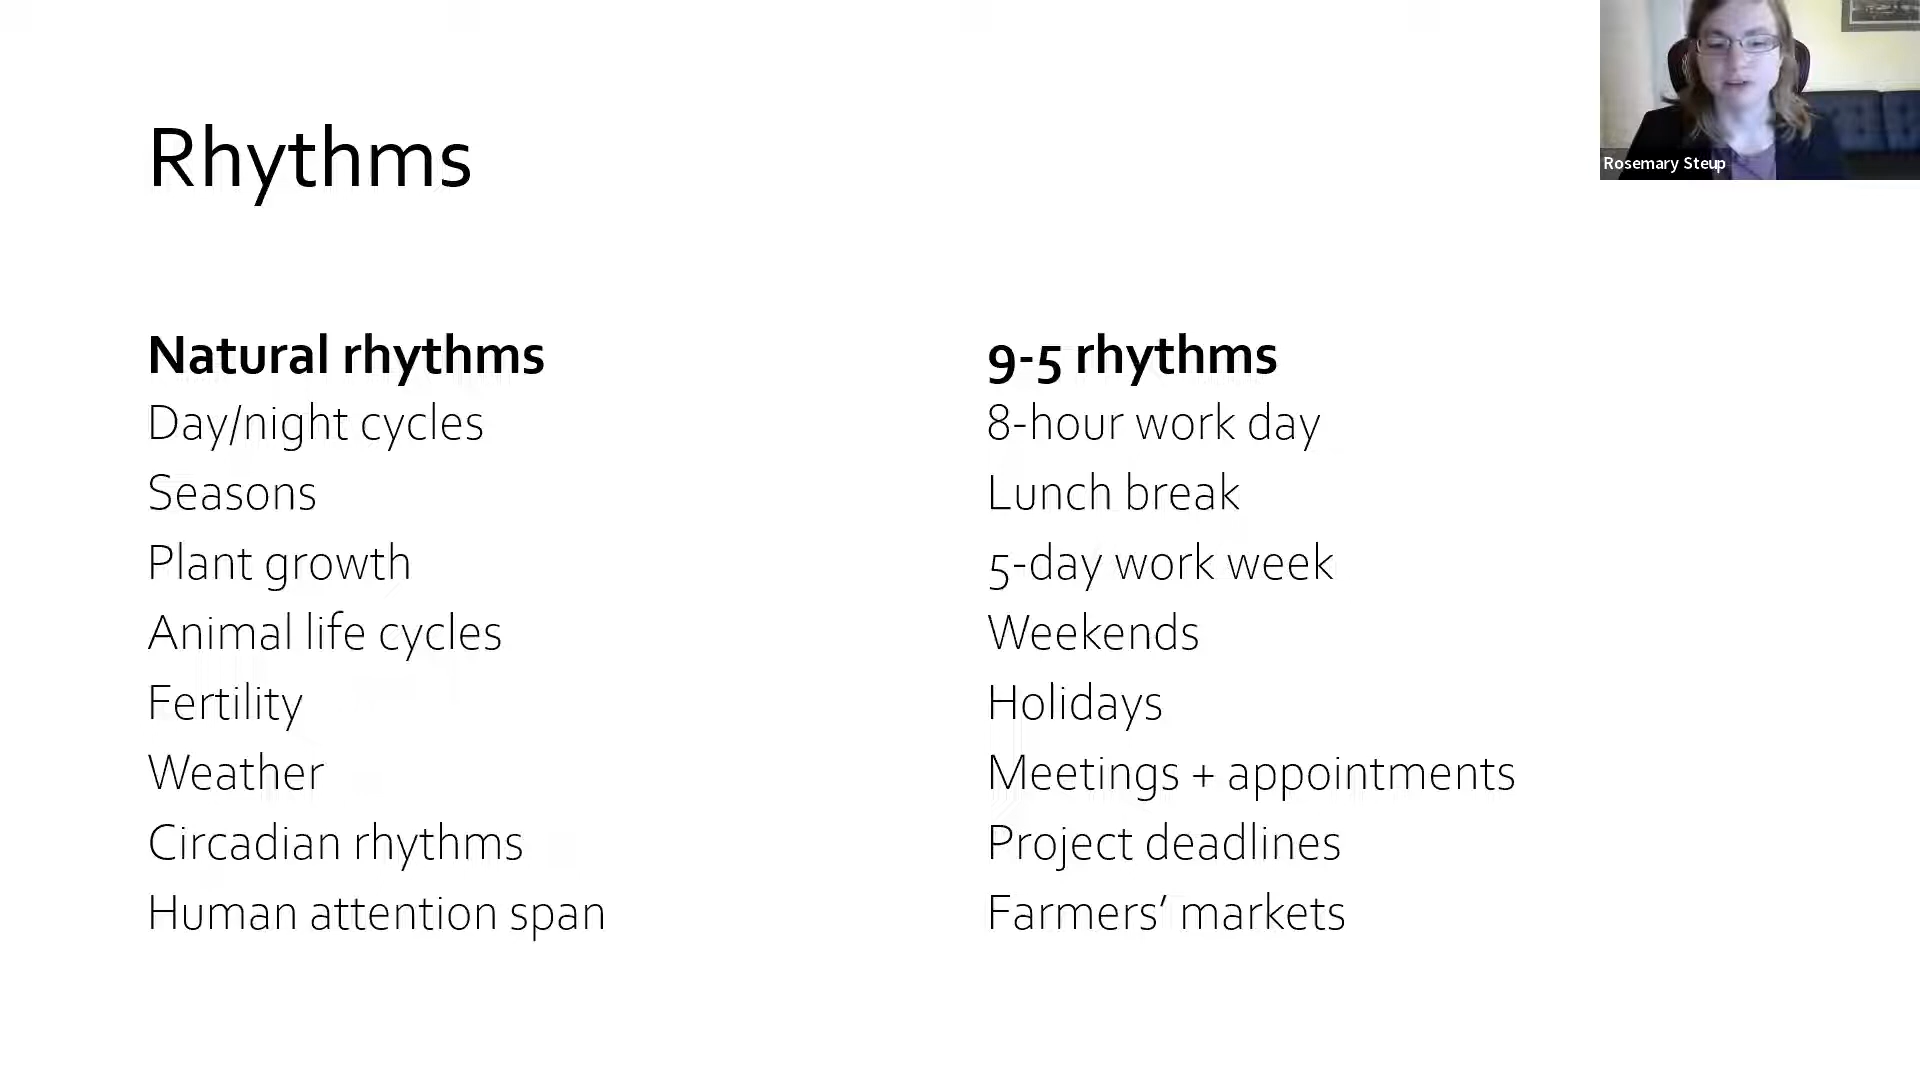 Rhythms
Rosemary Steup
Natural rhythms
Day/night cycles
Seasons
Plant growth
Animal life cycles
Fertility
Weather
Circadian rhythms
Human attention span
9-5 rhythms
8-hour work day
Lunch break
5-day work week
Weekends
Holidays
Meetings + appointments
Project deadlines
Farmers’ markets